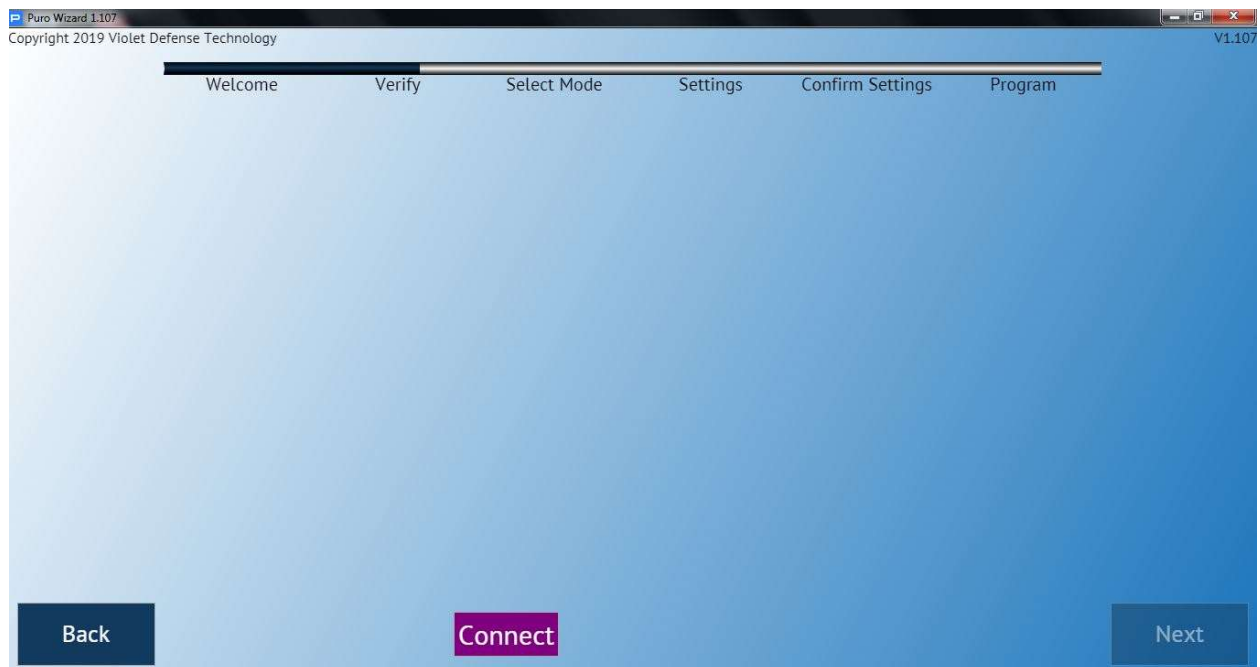 Puro Wizard 1.107
Copyright 2019 Violet Defense Technology V1.107
Welcome Verify Select Mode Settings Confirm Settings Program
Back Connect Next